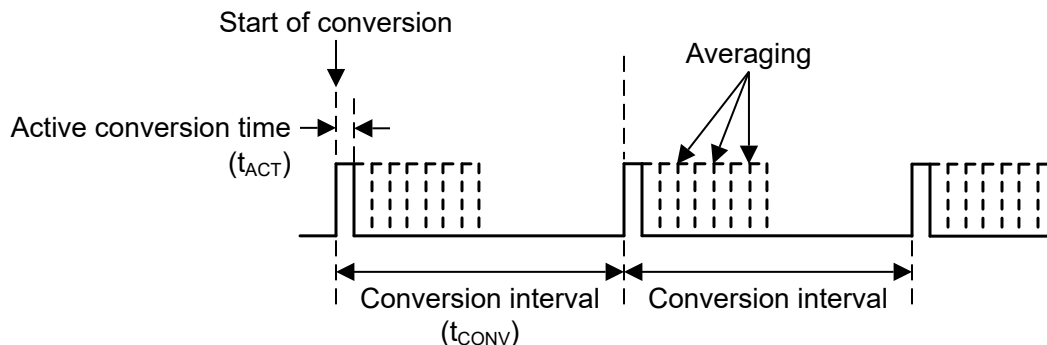 Start of conversion
Averaging
Active conversion time
(tACT)
Conversion interval
(tCONV)
Conversion interval